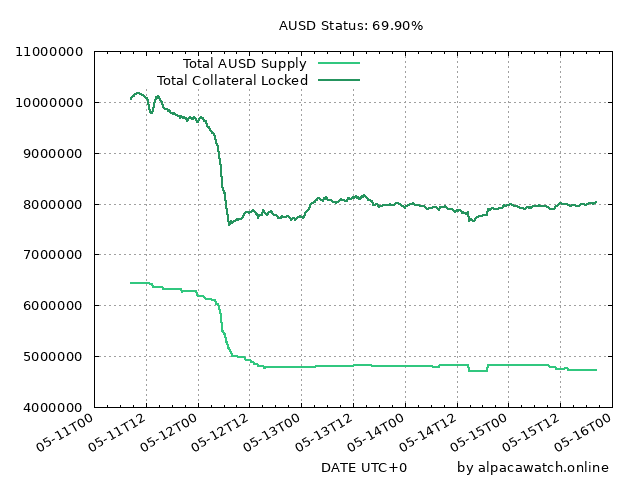 AUSD Status: 69.90%
11000000
Total AUSD Supply
Total Collateral Locked
10000000
9000000
8000000
7000000
6000000
5000000
4000000
05-11T00
05-11T12
05-12T00
05-12T12
05-13T00
05-13T12
05-14T00
05-14T12
05-15T00
05-15T12
05-16T00
DATE UTC+0
by alpacawatch.online